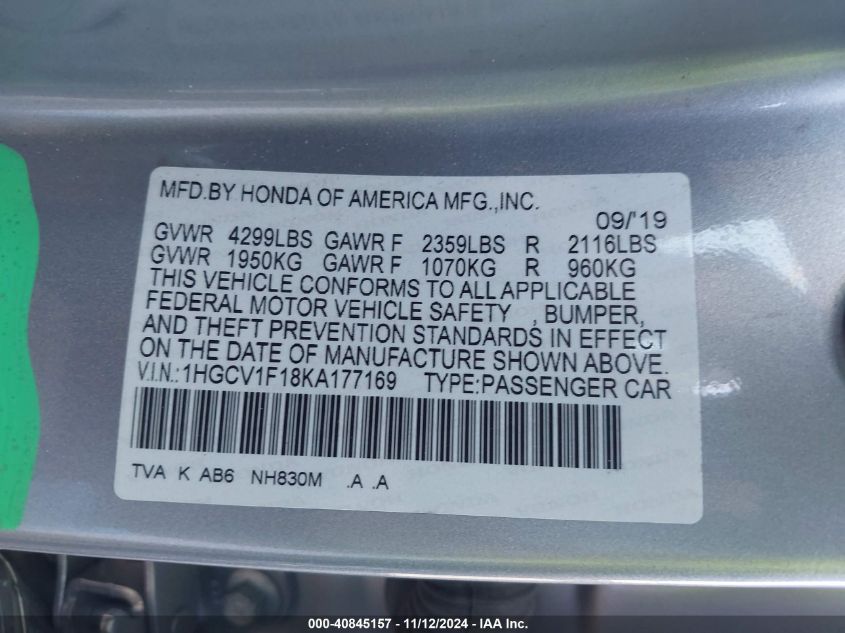 MFD.BY HONDA OF AMERICA MFG.,INC.
09/'19
GVWR 4299LBS GAWR F 2359LBS R 2116LBS
GVWR 1950KG GAWR F 1070KG R 960KG
THIS VEHICLE CONFORMS TO ALL APPLICABLE
FEDERAL MOTOR VEHICLE SAFETY , BUMPER,
AND THEFT PREVENTION STANDARDS IN EFFECT
ON THE DATE OF MANUFACTURE SHOWN ABOVE.
V.I.N.:1HGCV1F18KA177169 TYPE:PASSENGER CAR
TVA K AB6 NH830M .A .A
000-40845157 - 11/12/2024 - IAA Inc.